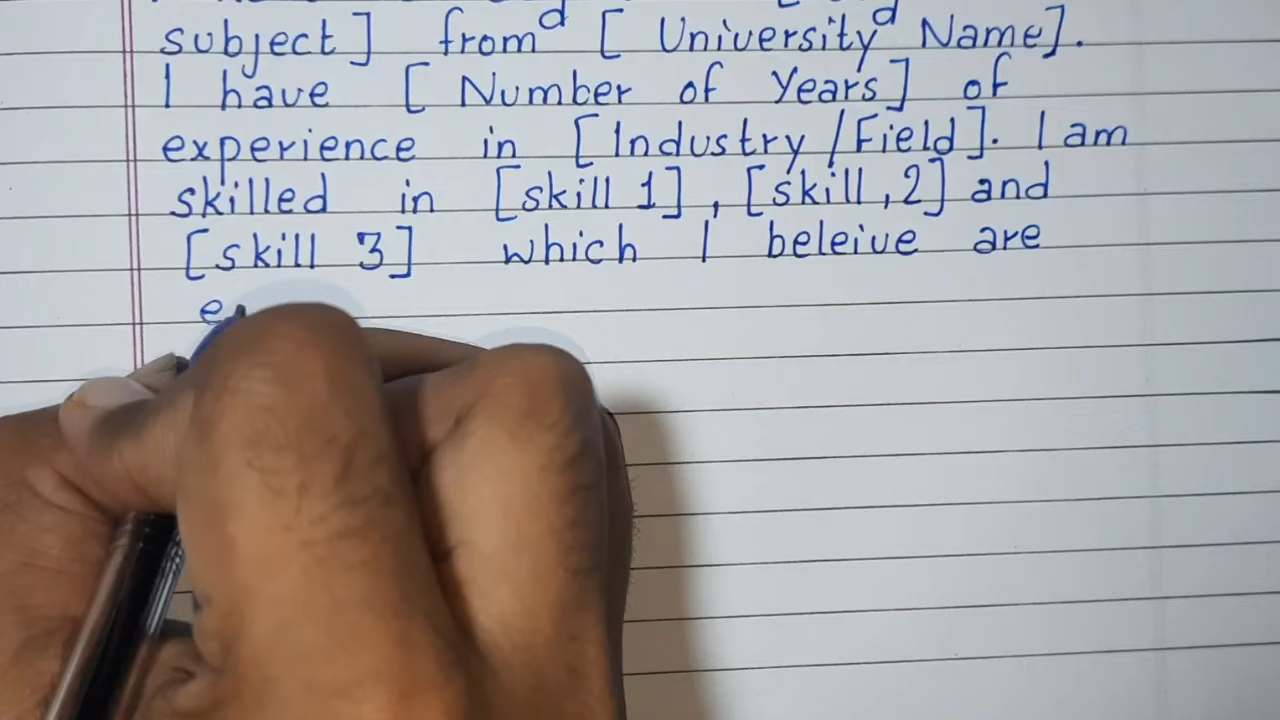 subject] from [ University Name].
I have [ Number of Years] of
experience in [Industry /Field]. I am
skilled in [skill 1] , [skill ,2] and
[skill 3] which I beleive are